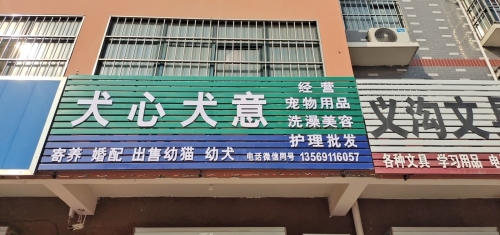 犬心犬意
经营
宠物用品
洗澡美容
护理批发
寄养 婚配 出售幼猫 幼犬 电话微信同号 13569116057
义沟文具
各种文具 学习用品 电